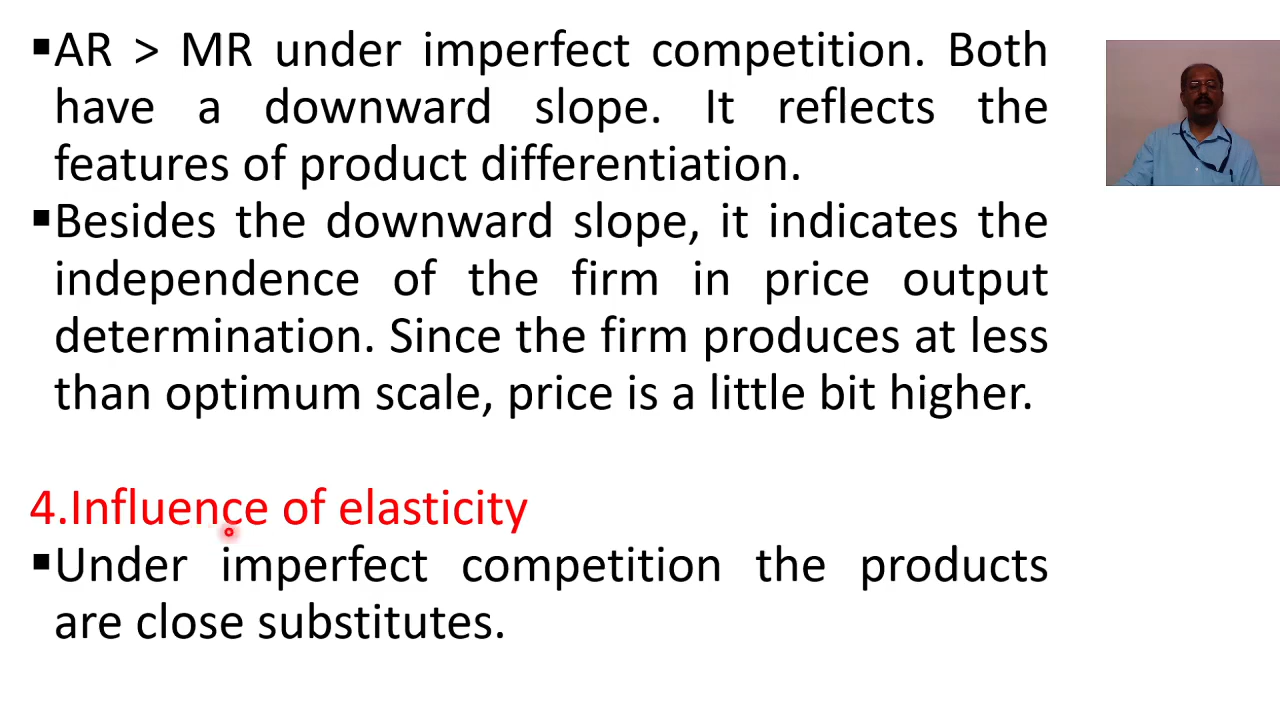 ▪AR > MR under imperfect competition. Both
have a downward slope. It reflects the
features of product differentiation.
▪Besides the downward slope, it indicates the
independence of the firm in price output
determination. Since the firm produces at less
than optimum scale, price is a little bit higher.
4.Influence of elasticity
▪Under imperfect competition the products
are close substitutes.